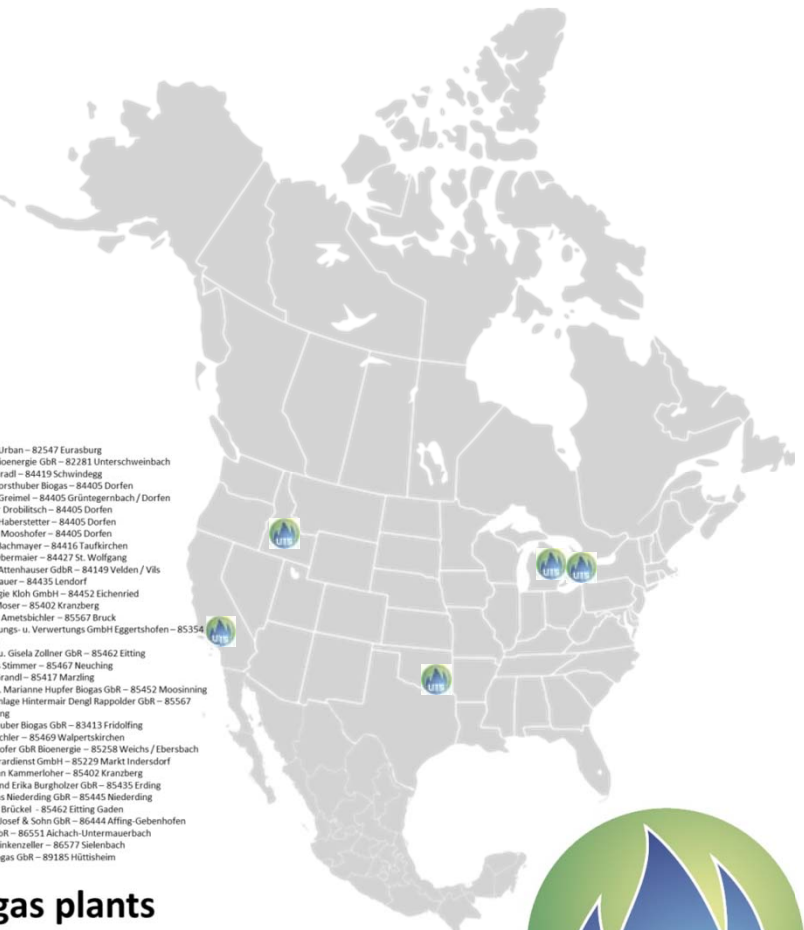 Urban – 82547 Eurasburg
ioenergie GbR – 82281 Unterschweinbach
radl – 84419 Schwindegg
orsthuber Biogas – 84405 Dorfen
Greimel – 84405 Grüntegernbach / Dorfen
r Drobilitsch – 84405 Dorfen
Haberstetter – 84405 Dorfen
Mooshofer – 84405 Dorfen
Hachmayer – 84416 Taufkirchen
bermaier – 84427 St. Wolfgang
Attenhauser GdbR – 84149 Velden / Vils
auer – 84435 Lendorf
gie Kloh GmbH – 84452 Eichenried
Moser – 85402 Kranzberg
Ametsbichler – 85567 Bruck
ungs- u. Verwertungs GmbH Eggertshofen – 85354
u. Gisela Zollner GbR – 85462 Eitting
Stimmer – 85467 Neuching
randl – 85417 Marzling
. Marianne Hupfer Biogas GbR – 85452 Moosinning
nlage Hintermair Dengl Rappolder GbR – 85567
ng
uber Biogas GbR – 83413 Fridolfing
chler – 85469 Walpertskirchen
ofer GbR Bioenergie – 85258 Weichs / Ebersbach
rardienst GmbH – 85229 Markt Indersdorf
n Kammerloher – 85402 Kranzberg
nd Erika Burgholzer GbR – 85435 Erding
s Niederding GbR – 85445 Niederding
Brückel - 85462 Eitting Gaden
Josef & Sohn GbR – 86444 Affing-Gebenhofen
bR – 86551 Aichach-Untermauerbach
inkenzeller – 86577 Sielenbach
gas GbR – 89185 Hüttisheim
gas plants
U1S
U1S
U1S
U1S
U1S